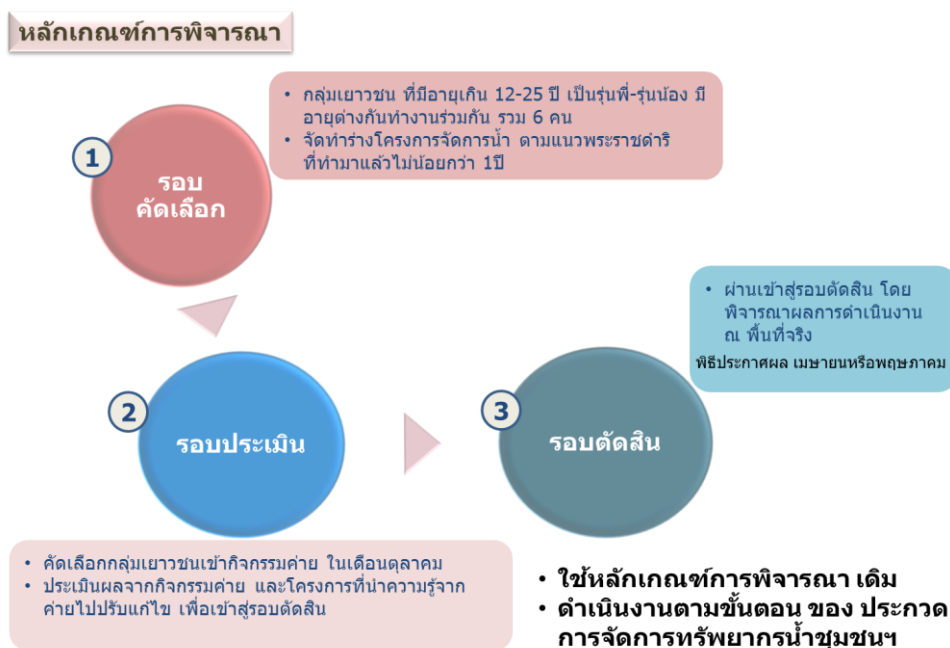 หลักเกณฑ์การพิจารณา
• กลุ่มเยาวชน ที่มีอายุเกิน 12-25 ปี เป็นรุ่นพี่-รุ่นน้อง มี
อายุต่างกันทำงานร่วมกัน รวม 6 คน
• จัดทำร่างโครงการจัดการน้ำ ตามแนวพระราชดำริ
ที่ทำมาแล้วไม่น้อยกว่า 1ปี
1
รอบ
คัดเลือก
• ผ่านเข้าสู่รอบตัดสิน โดย
พิจารณาผลการดำเนินงาน
ณ พื้นที่จริง
พิธีประกาศผล เมษายนหรือพฤษภาคม
2
รอบประเมิน
3
รอบตัดสิน
• คัดเลือกกลุ่มเยาวชนเข้ากิจกรรมค่าย ในเดือนตุลาคม
• ประเมินผลจากกิจกรรมค่าย และโครงการที่นำความรู้จาก
ค่ายไปปรับแก้ไข เพื่อเข้าสู่รอบตัดสิน
• ใช้หลักเกณฑ์การพิจารณา เดิม
• ดำเนินงานตามขั้นตอน ของ ประกวด
การจัดการทรัพยากรน้ำชุมชนฯ